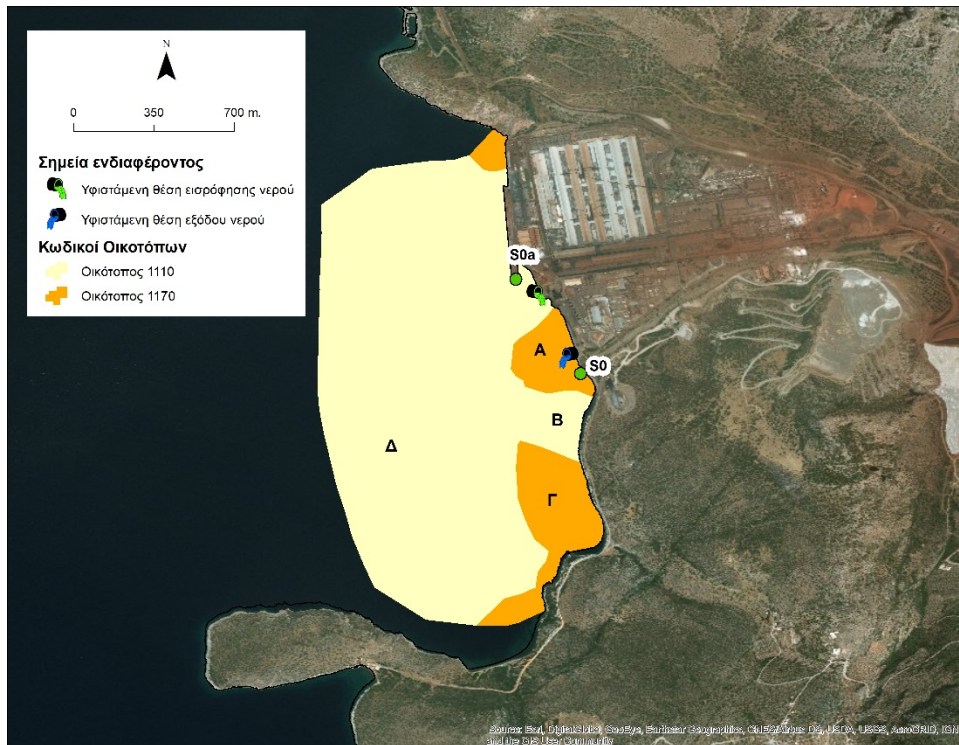 N
0 350 700 m.
Σημεία ενδιαφέροντος
Υφιστάμενη θέση εισρόφησης νερού
Υφιστάμενη θέση εξόδου νερού
Κωδικοί Οικοτόπων
Οικότοπος 1110
Οικότοπος 1170
S0a
A
S0
B
Δ
Γ
Source: Esri, DigitalGlobe, GeoEye, Earthstar Geographics, CNES/Airbus DS, USDA, USGS, AeroGRID, IGN
and the GIS User Community